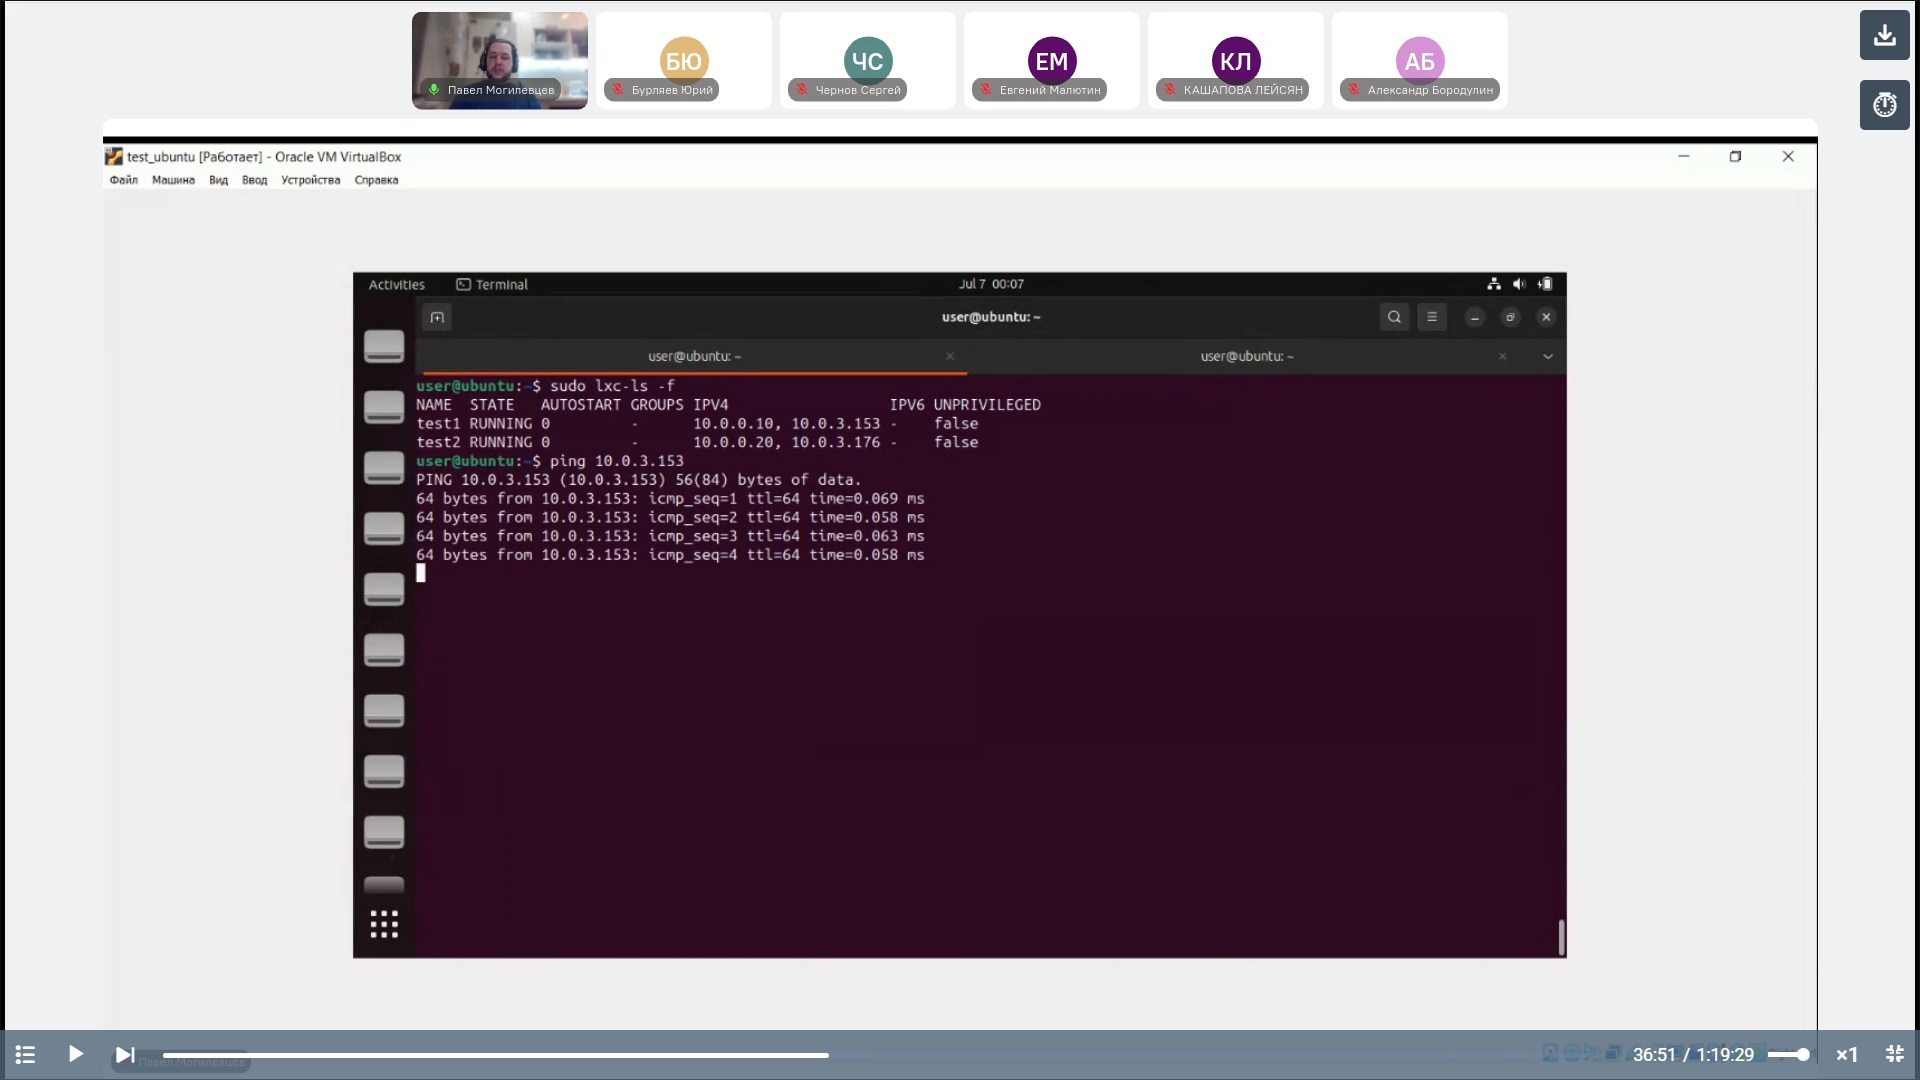 БЮ
ЧС
ЕМ
КЛ
АБ
Павел Могилевцев
Бурляев Юрий
Чернов Сергей
Евгений Малютин
КАШАПОВА ЛЕЙСЯН
Александр Бородулин
test_ubuntu [Работает] - Oracle VM VirtualBox
Файл Машина Вид Ввод Устройства Справка
Activities Terminal Jul 7 00:07
user@ubuntu: ~
user@ubuntu: ~ user@ubuntu: ~
user@ubuntu:~$ sudo lxc-ls -f
NAME STATE AUTOSTART GROUPS IPV4 IPV6 UNPRIVILEGED
test1 RUNNING 0 - 10.0.0.10, 10.0.3.153 - false
test2 RUNNING 0 - 10.0.0.20, 10.0.3.176 - false
user@ubuntu:~$ ping 10.0.3.153
PING 10.0.3.153 (10.0.3.153) 56(84) bytes of data.
64 bytes from 10.0.3.153: icmp_seq=1 ttl=64 time=0.069 ms
64 bytes from 10.0.3.153: icmp_seq=2 ttl=64 time=0.058 ms
64 bytes from 10.0.3.153: icmp_seq=3 ttl=64 time=0.063 ms
64 bytes from 10.0.3.153: icmp_seq=4 ttl=64 time=0.058 ms
Павел Могилевцев
36:51 / 1:19:29 ×1